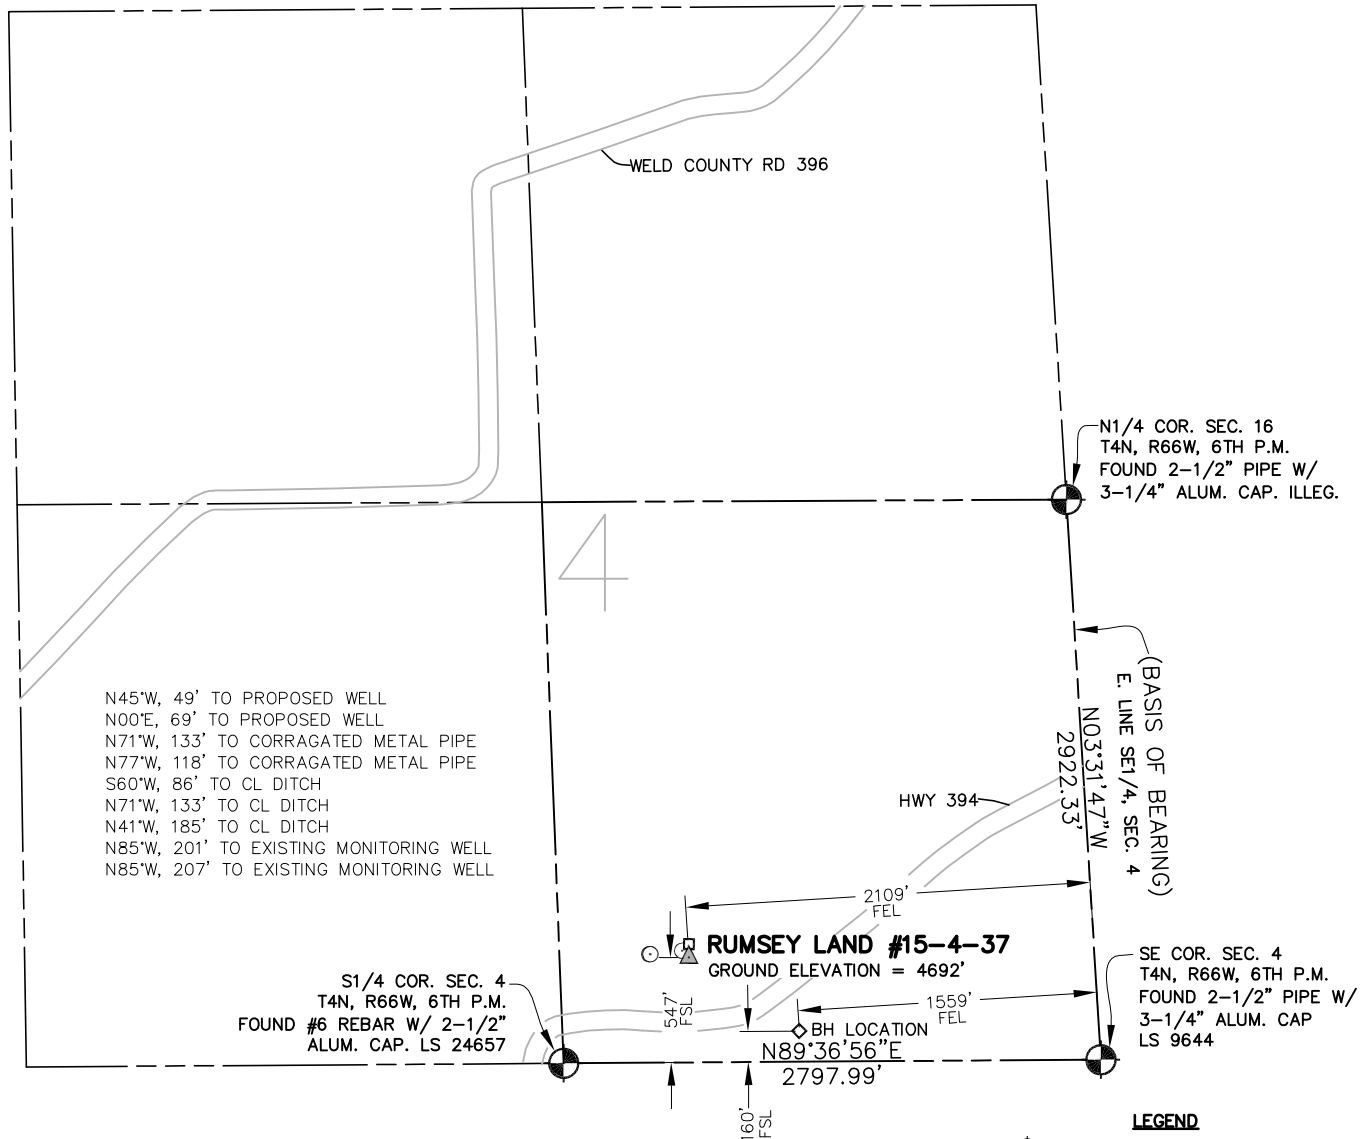 WELD COUNTY RD 396
N1/4 COR. SEC. 16
T4N, R66W, 6TH P.M.
FOUND 2-1/2" PIPE W/
3-1/4" ALUM. CAP. ILLEG.
4
(BASIS OF BEARING)
E. LINE SE1/4, SEC. 4
N03°31'47"W
2922.33'
N45°W, 49' TO PROPOSED WELL
N00°E, 69' TO PROPOSED WELL
N71°W, 133' TO CORRAGATED METAL PIPE
N77°W, 118' TO CORRAGATED METAL PIPE
S60°W, 86' TO CL DITCH
N71°W, 133' TO CL DITCH
N41°W, 185' TO CL DITCH
N85°W, 201' TO EXISTING MONITORING WELL
N85°W, 207' TO EXISTING MONITORING WELL
HWY 394
2109'
FEL
RUMSEY LAND #15-4-37
GROUND ELEVATION = 4692'
S1/4 COR. SEC. 4
T4N, R66W, 6TH P.M.
FOUND #6 REBAR W/ 2-1/2"
ALUM. CAP. LS 24657
547'
FSL
1559'
FEL
BH LOCATION
N89°36'56"E
2797.99'
160'
FSL
SE COR. SEC. 4
T4N, R66W, 6TH P.M.
FOUND 2-1/2" PIPE W/
3-1/4" ALUM. CAP
LS 9644
LEGEND